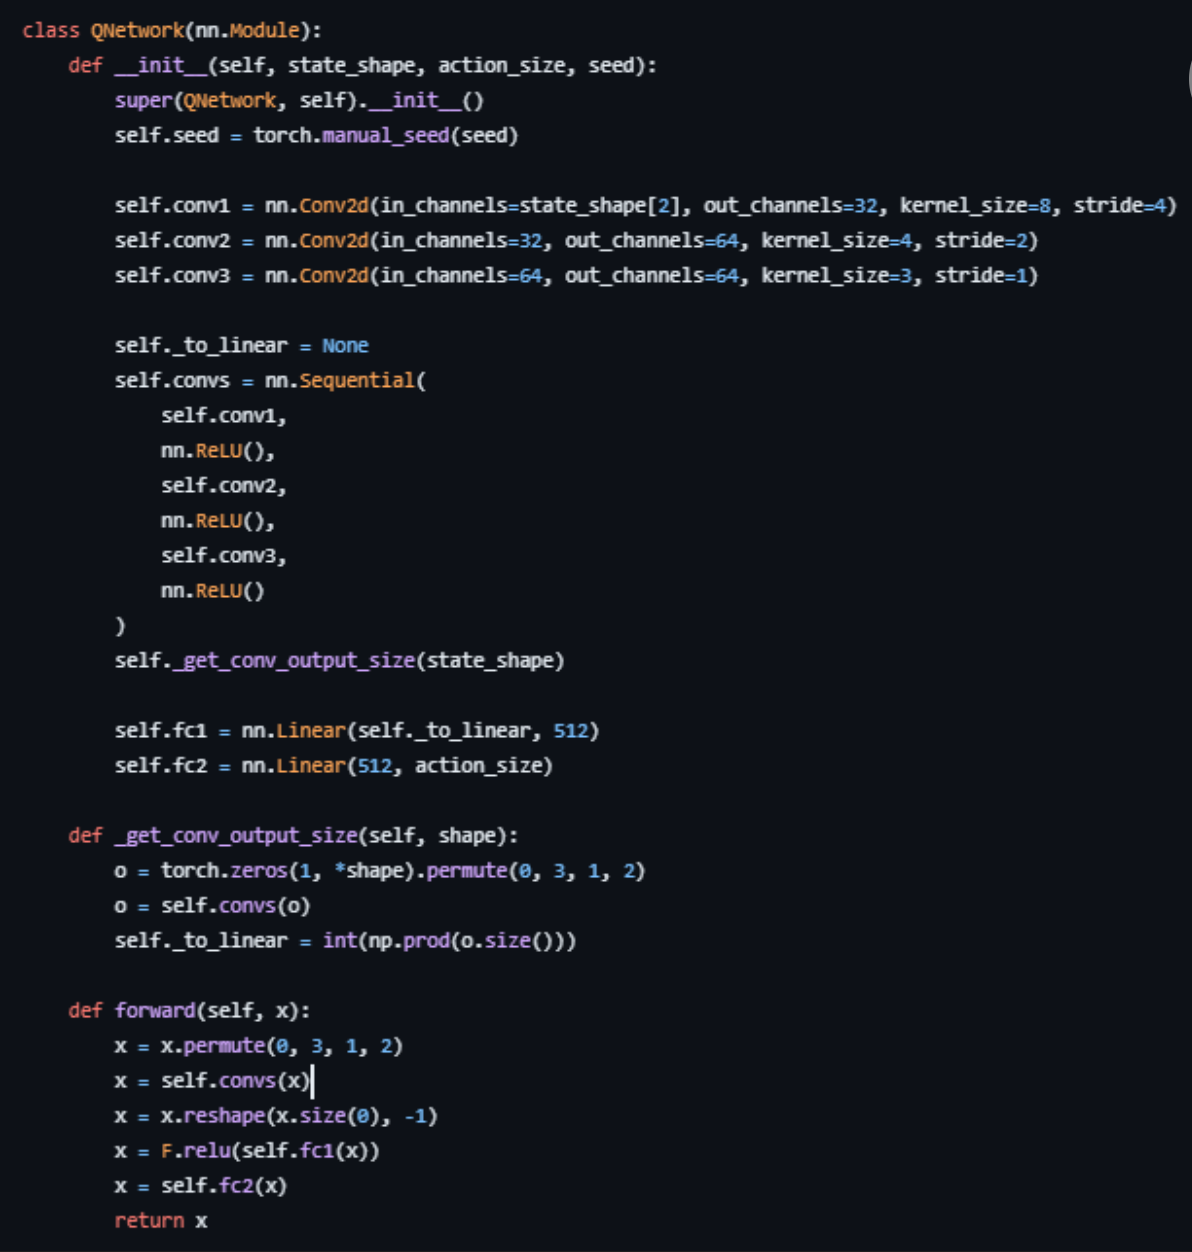 class QNetwork(nn.Module):
    def __init__(self, state_shape, action_size, seed):
        super(QNetwork, self).__init__()
        self.seed = torch.manual_seed(seed)

        self.conv1 = nn.Conv2d(in_channels=state_shape[2], out_channels=32, kernel_size=8, stride=4)
        self.conv2 = nn.Conv2d(in_channels=32, out_channels=64, kernel_size=4, stride=2)
        self.conv3 = nn.Conv2d(in_channels=64, out_channels=64, kernel_size=3, stride=1)

        self._to_linear = None
        self.convs = nn.Sequential(
            self.conv1,
            nn.ReLU(),
            self.conv2,
            nn.ReLU(),
            self.conv3,
            nn.ReLU()
        )
        self._get_conv_output_size(state_shape)

        self.fc1 = nn.Linear(self._to_linear, 512)
        self.fc2 = nn.Linear(512, action_size)

    def _get_conv_output_size(self, shape):
        o = torch.zeros(1, *shape).permute(0, 3, 1, 2)
        o = self.convs(o)
        self._to_linear = int(np.prod(o.size()))

    def forward(self, x):
        x = x.permute(0, 3, 1, 2)
        x = self.convs(x)
        x = x.reshape(x.size(0), -1)
        x = F.relu(self.fc1(x))
        x = self.fc2(x)
        return x